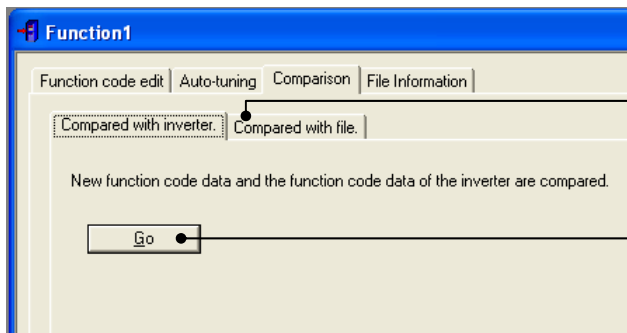 Function1
Function code edit Auto-tuning Comparison File Information
Compared with inverter. Compared with file.
New function code data and the function code data of the inverter are compared.
Go